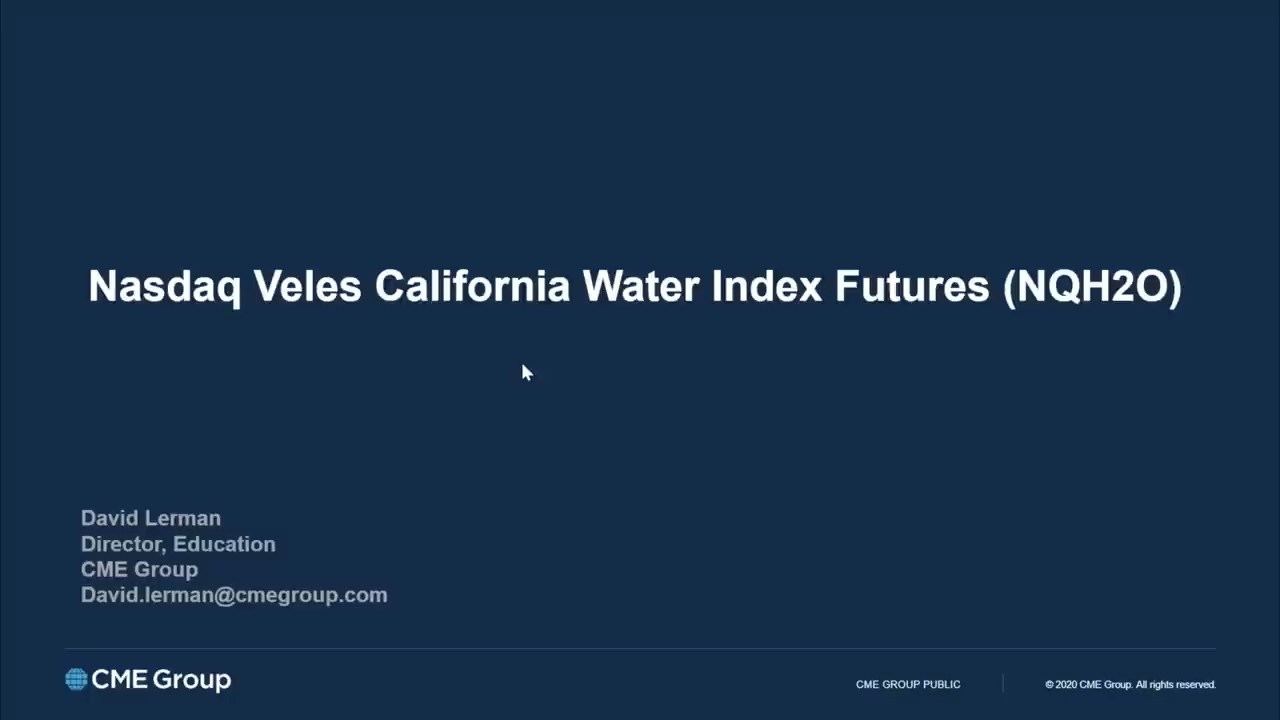 Nasdaq Veles California Water Index Futures (NQH2O)
David Lerman
Director, Education
CME Group
David.lerman@cmegroup.com
CME Group
CME GROUP PUBLIC
© 2020 CME Group. All rights reserved.